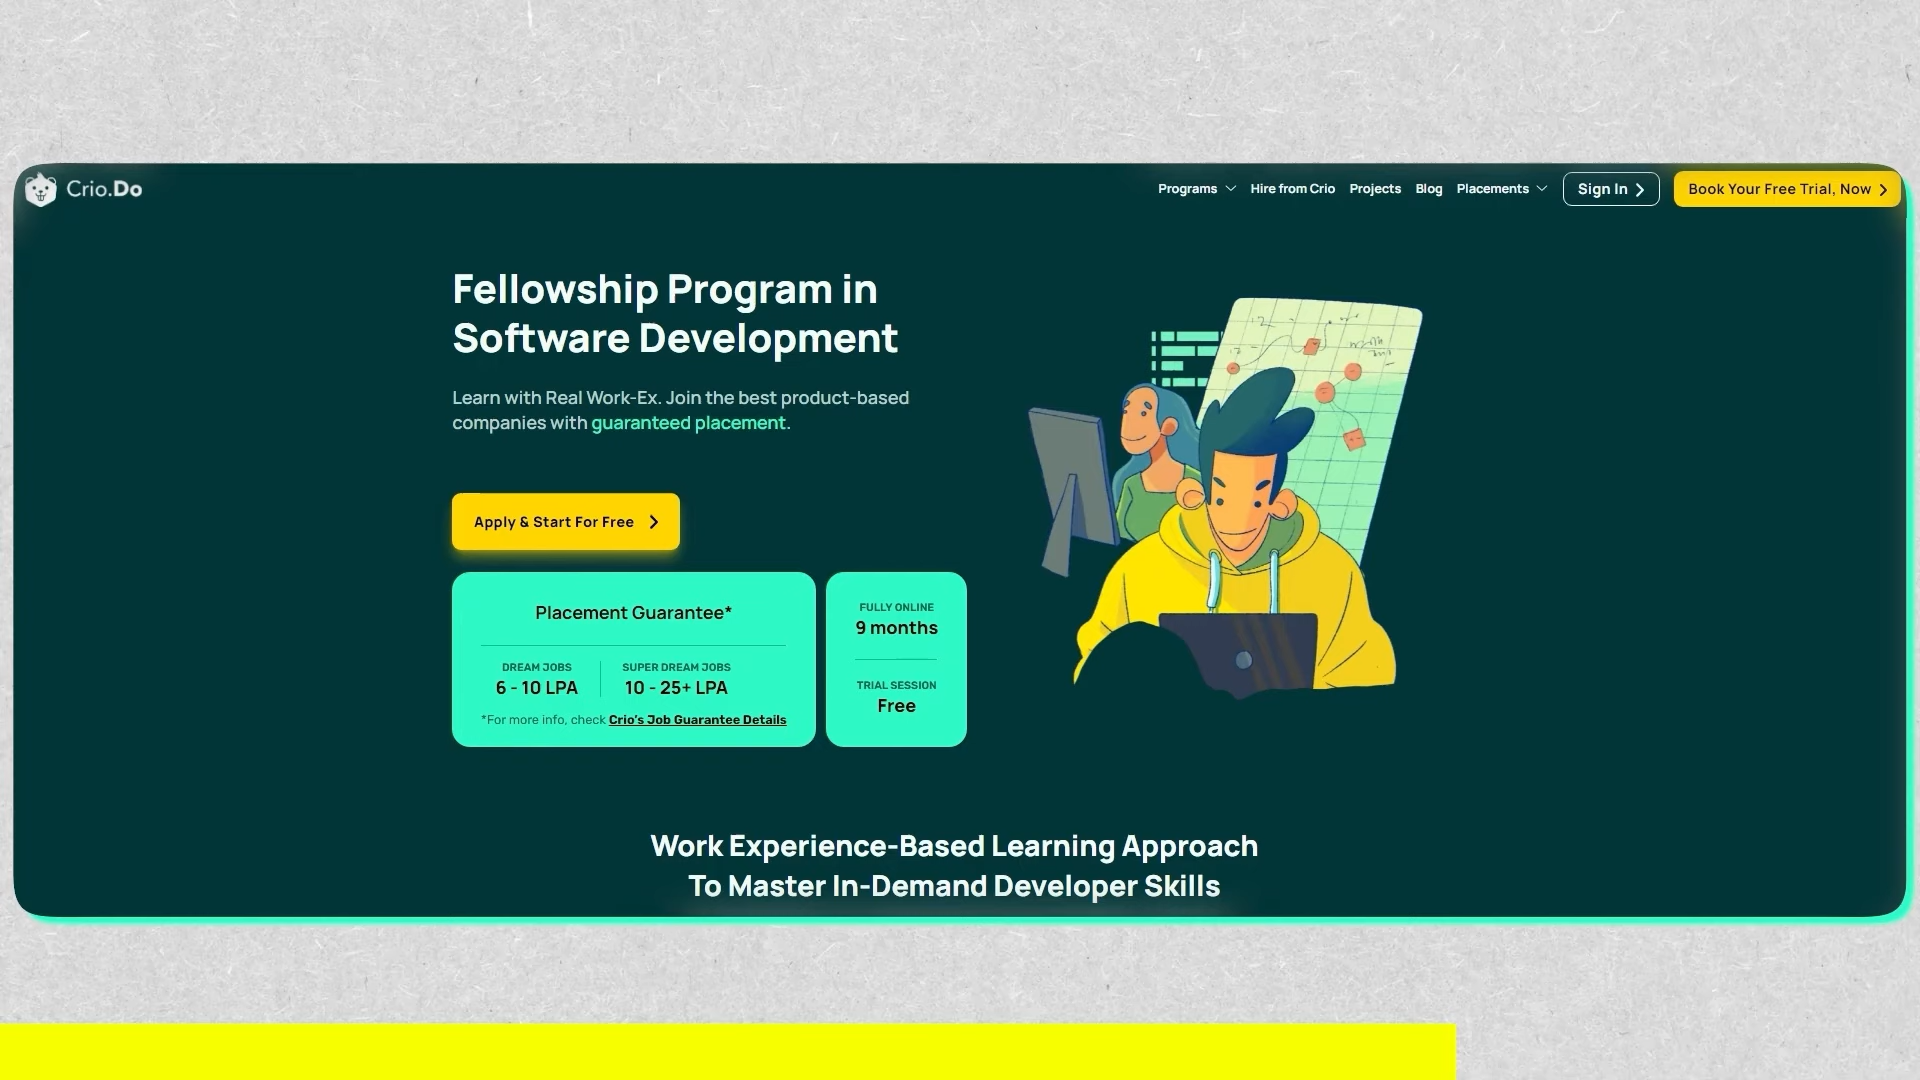 Crio.Do
Programs
Hire from Crio
Projects
Blog
Placements
Sign In
Book Your Free Trial, Now
Fellowship Program in
Software Development
Learn with Real Work-Ex. Join the best product-based
companies with guaranteed placement.
Apply & Start For Free
Placement Guarantee*
DREAM JOBS
6 - 10 LPA
SUPER DREAM JOBS
10 - 25+ LPA
*For more info, check Crio's Job Guarantee Details
FULLY ONLINE
9 months
TRIAL SESSION
Free
Work Experience-Based Learning Approach
To Master In-Demand Developer Skills